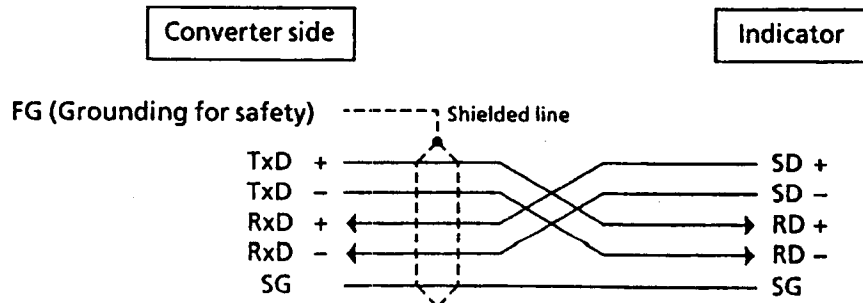 Converter side Indicator
FG (Grounding for safety) Shielded line
TxD + SD +
TxD – SD –
RxD + RD +
RxD – RD –
SG SG